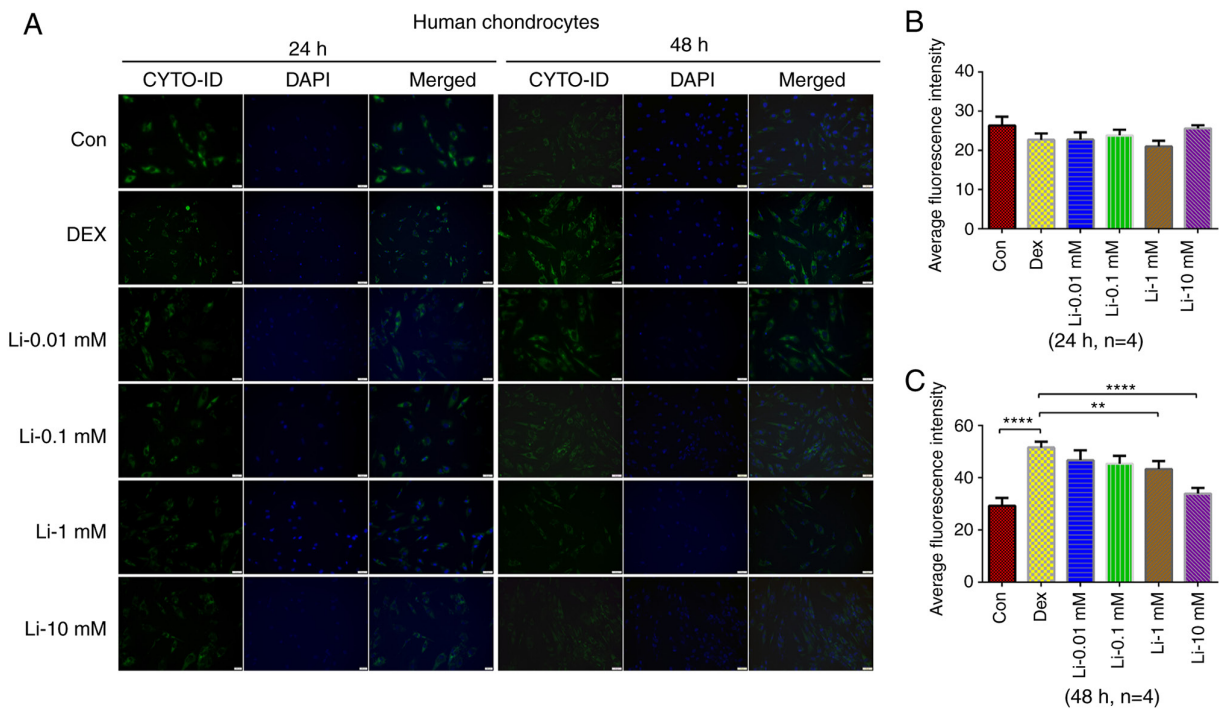 A
Human chondrocytes
24 h
48 h
CYTO-ID DAPI Merged CYTO-ID DAPI Merged
Con
DEX
Li-0.01 mM
Li-0.1 mM
Li-1 mM
Li-10 mM
B
Average fluorescence intensity
40
30
20
10
0
Con Dex Li-0.01 mM Li-0.1 mM Li-1 mM Li-10 mM
(24 h, n=4)
C
Average fluorescence intensity
60
40
20
0
****
**
****
Con Dex Li-0.01 mM Li-0.1 mM Li-1 mM Li-10 mM
(48 h, n=4)